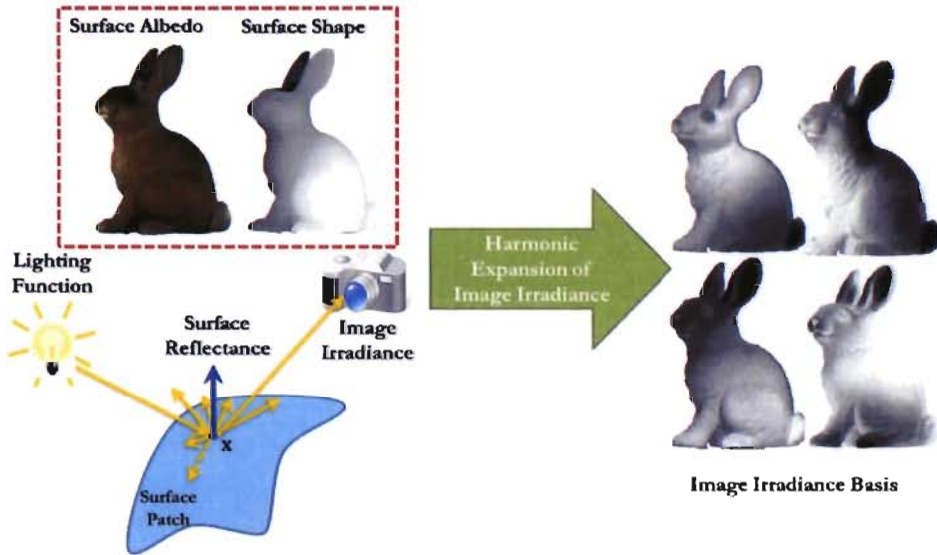 Surface Albedo
Surface Shape
Lighting
Function
Surface
Reflectance
Image
Irradiance
x
Surface
Patch
Harmonic
Expansion of
Image Irradiance
Image Irradiance Basis